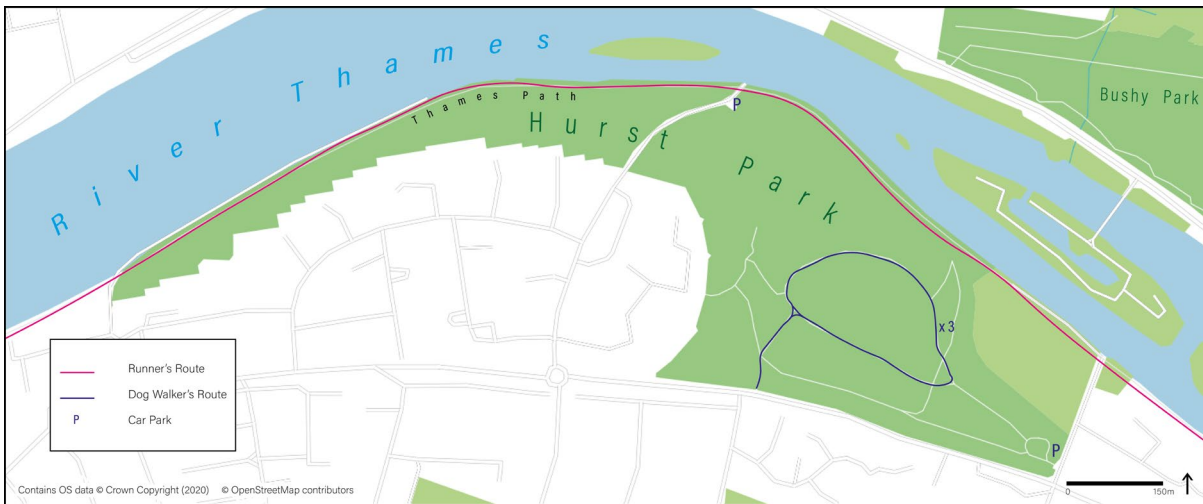 River Thames
Bushy Park
Thames Path
P
Hurst Park
x 3
Runner's Route
Dog Walker's Route
P Car Park
P
0 150m
Contains OS data © Crown Copyright (2020) © OpenStreetMap contributors